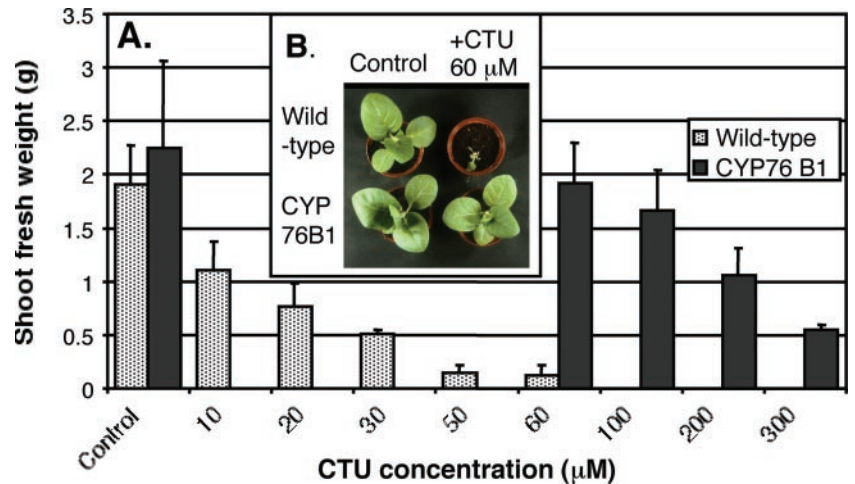 A.
B.
Control
+CTU
60 μM
Wild
-type
CYP
76B1
Wild-type
CYP76 B1
Shoot fresh weight (g)
3.5
3
2.5
2
1.5
1
0.5
0
Control
10
20
30
50
60
100
200
300
CTU concentration (μM)